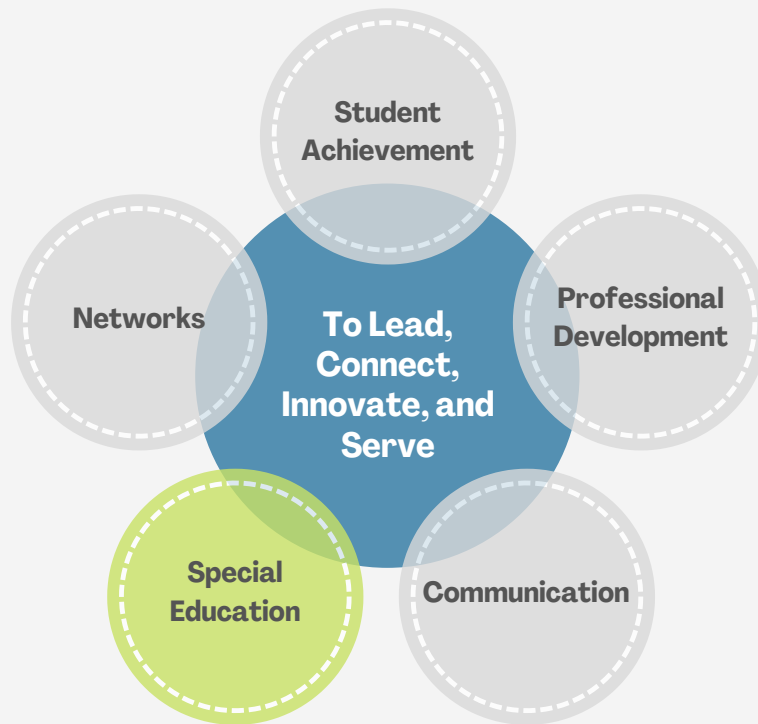 Student
Achievement
Networks
Professional
Development
To Lead,
Connect,
Innovate, and
Serve
Special
Education
Communication